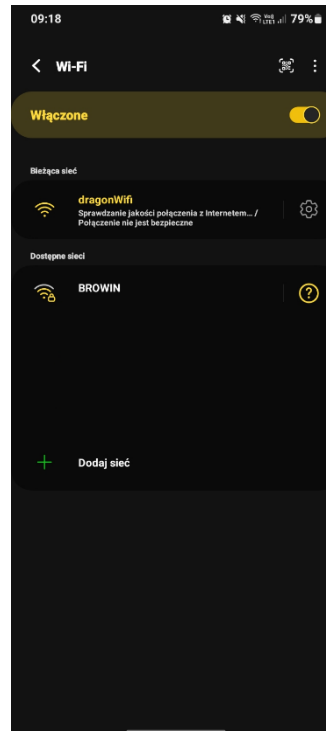 09:18
79%
Wi-Fi
Włączone
Bieżąca sieć
dragonWifi
Sprawdzanie jakości połączenia z Internetem... /
Połączenie nie jest bezpieczne
Dostępne sieci
BROWIN
?
Dodaj sieć